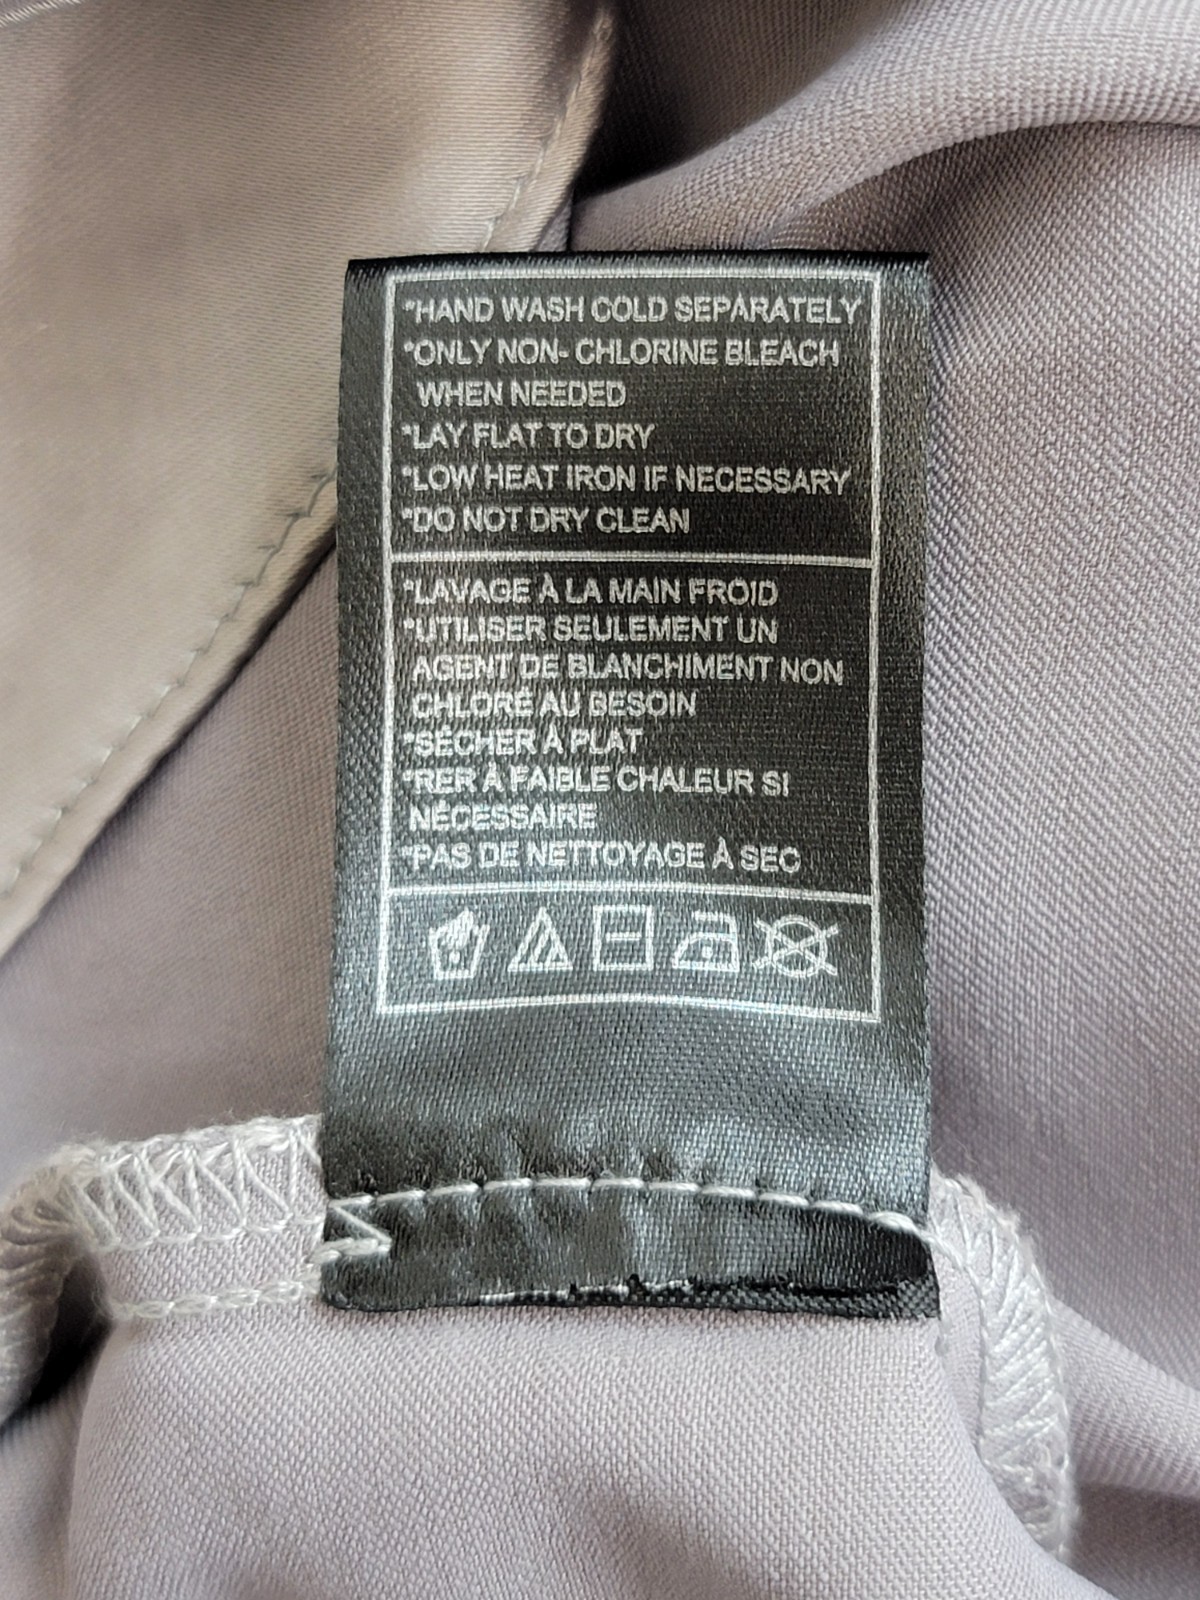 *HAND WASH COLD SEPARATELY
*ONLY NON- CHLORINE BLEACH
WHEN NEEDED
*LAY FLAT TO DRY
*LOW HEAT IRON IF NECESSARY
*DO NOT DRY CLEAN
*LAVAGE À LA MAIN FROID
*UTILISER SEULEMENT UN
AGENT DE BLANCHIMENT NON
CHLORÉ AU BESOIN
*SÉCHER À PLAT
*RER À FAIBLE CHALEUR SI
NÉCESSAIRE
*PAS DE NETTOYAGE À SEC